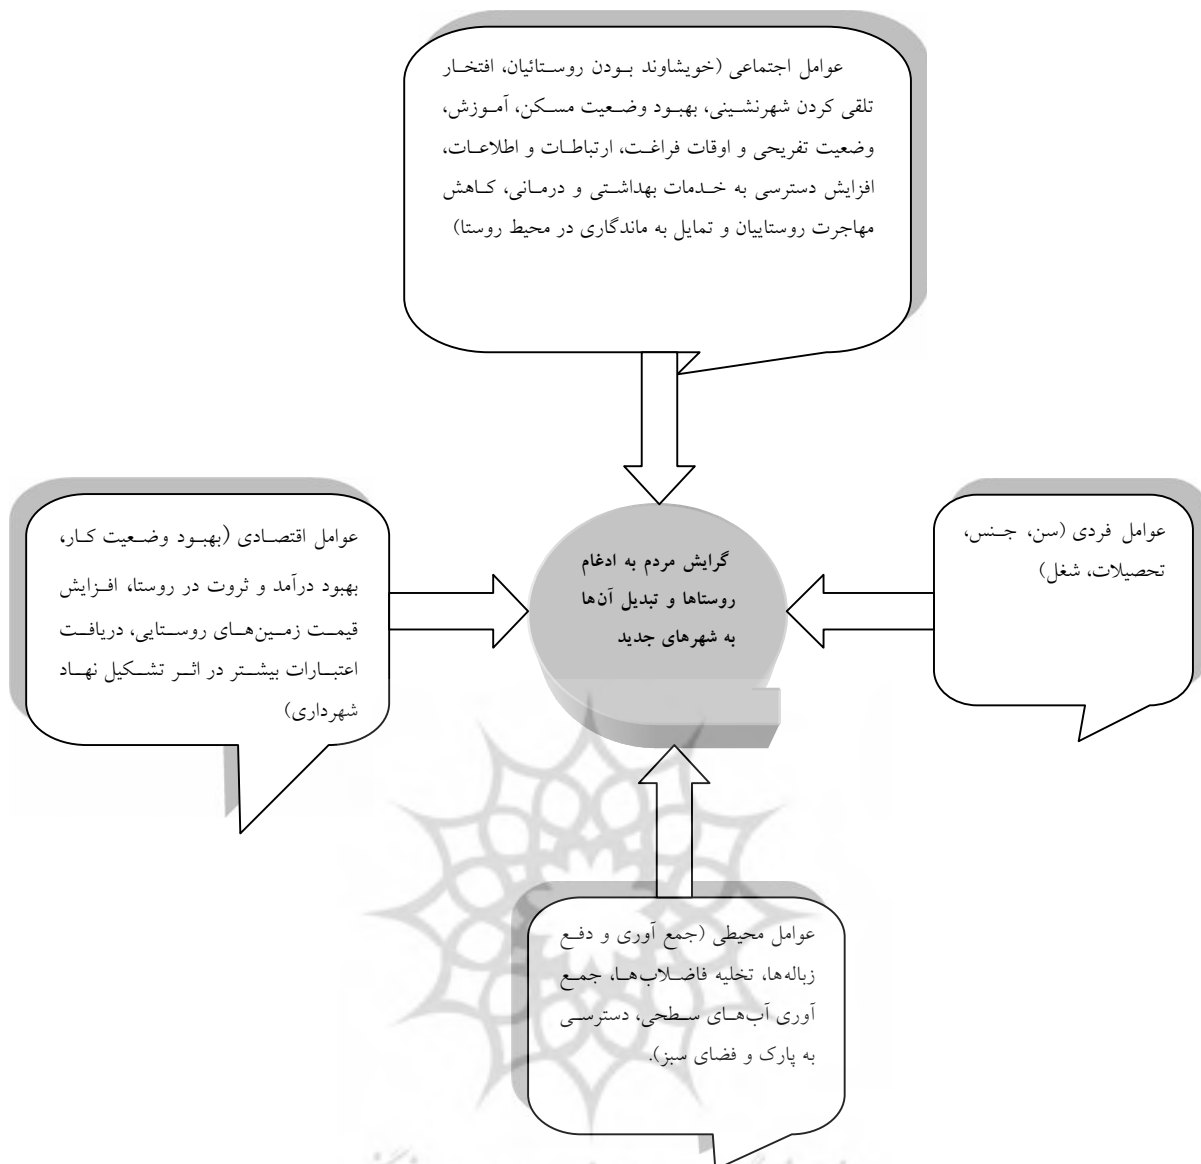 عوامل اجتماعی (خویشاوند بودن روستائیان، افتخار
تلقی کردن شهرنشینی، بهبود وضعیت مسکن، آموزش،
وضعیت تفریحی و اوقات فراغت، ارتباطات و اطلاعات،
افزایش دسترسی به خدمات بهداشتی و درمانی، کاهش
مهاجرت روستاییان و تمایل به ماندگاری در محیط روستا)
عوامل فردی (سن، جنس،
تحصیلات، شغل)
گرایش مردم به ادغام
روستاها و تبدیل آن‌ها
به شهرهای جدید
عوامل اقتصادی (بهبود وضعیت کار،
بهبود درآمد و ثروت در روستا، افزایش
قیمت زمین‌های روستایی، دریافت
اعتبارات بیشتر در اثر تشکیل نهاد
شهرداری)
عوامل محیطی (جمع آوری و دفع
زباله‌ها، تخلیه فاضلاب‌ها، جمع
آوری آب‌های سطحی، دسترسی
به پارک و فضای سبز).